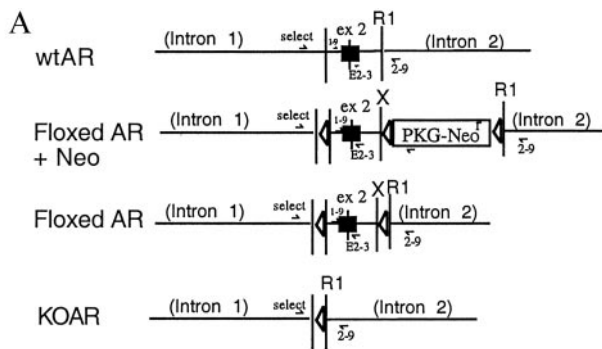 A
wtAR (Intron 1) select 1-9 ex 2 E2-3 R1 2-9 (Intron 2)
Floxed AR + Neo (Intron 1) select 1-9 ex 2 E2-3 X PKG-Neo R1 2-9 (Intron 2)
Floxed AR (Intron 1) select 1-9 ex 2 E2-3 X R1 2-9 (Intron 2)
KOAR (Intron 1) select R1 2-9 (Intron 2)